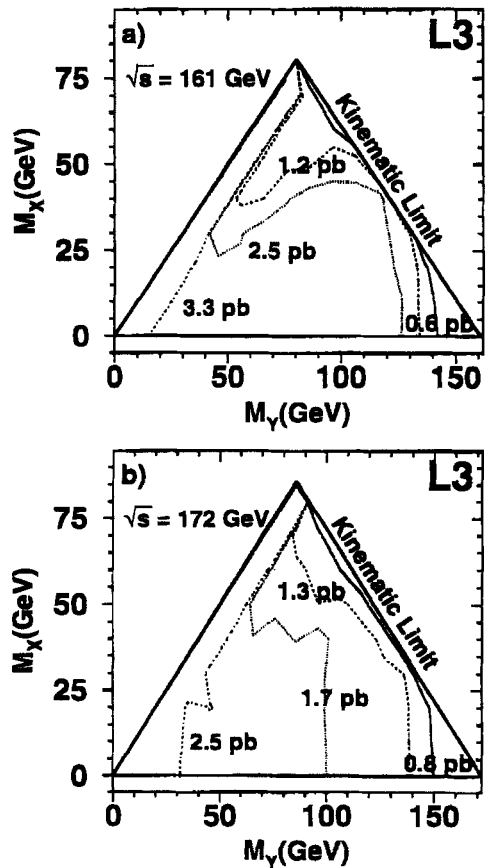 a)
L3
√s = 161 GeV
Kinematic Limit
1.2 pb
2.5 pb
3.3 pb
0.6 pb
75
50
25
0
M_X(GeV)
0 50 100 150
M_Y(GeV)
b)
L3
√s = 172 GeV
Kinematic Limit
1.3 pb
1.7 pb
2.5 pb
0.8 pb
75
50
25
0
M_X(GeV)
0 50 100 150
M_Y(GeV)